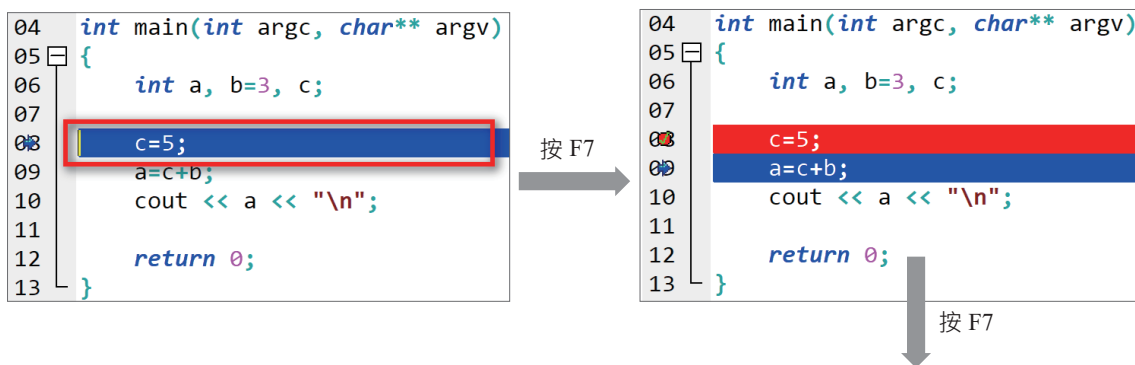 04 int main(int argc, char** argv)
05 {
06 int a, b=3, c;
07
08 c=5;
09 a=c+b;
10 cout << a << "\n";
11
12 return 0;
13 }
按 F7
04 int main(int argc, char** argv)
05 {
06 int a, b=3, c;
07
08 c=5;
09 a=c+b;
10 cout << a << "\n";
11
12 return 0;
13 }
按 F7